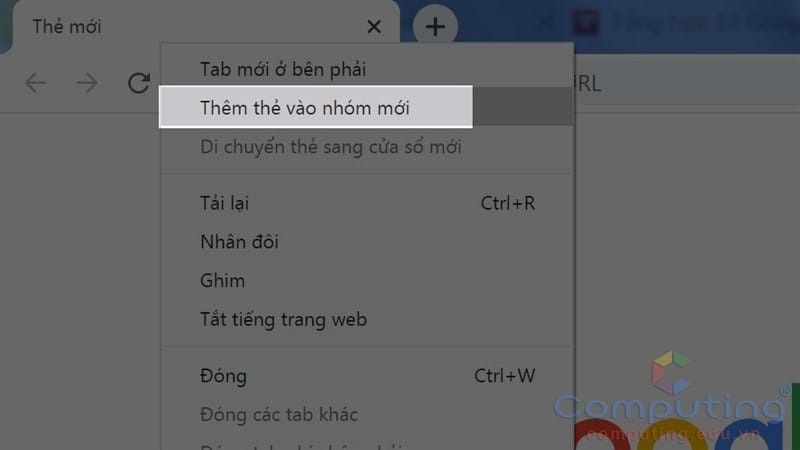 Thẻ mới
Tab mới ở bên phải
URL
Thêm thẻ vào nhóm mới
Di chuyển thẻ sang cửa sổ mới
Tải lại Ctrl+R
Nhân đôi
Ghim
Tắt tiếng trang web
Đóng Ctrl+W
Đóng các tab khác
Computing®
computing.edu.vn